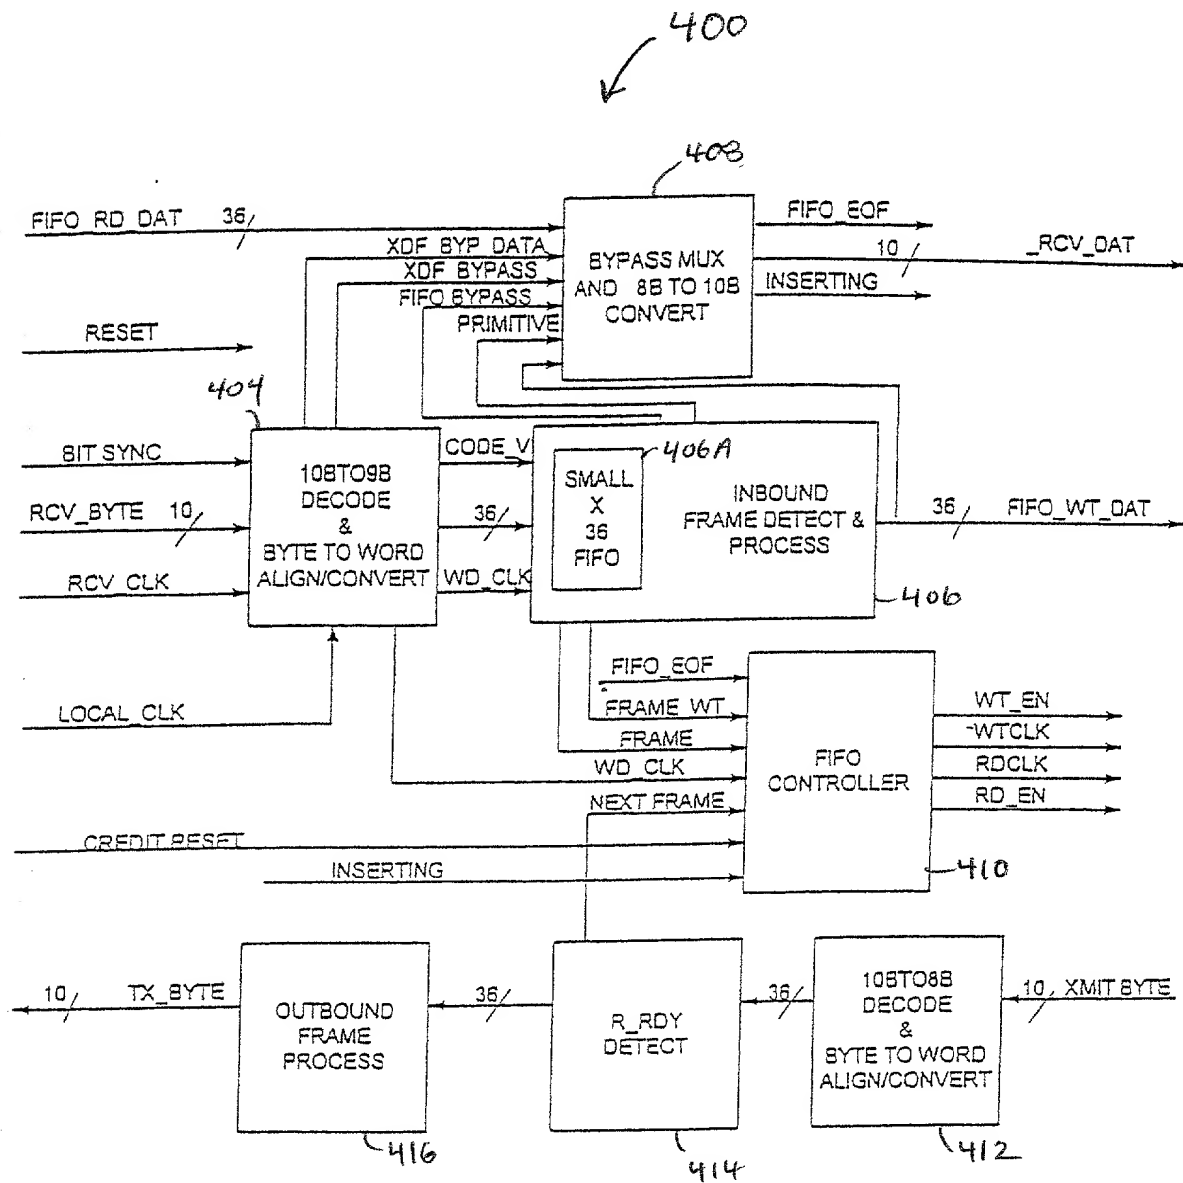 400
408
FIFO_RD_DAT 36
XDF_BYP_DATA
XDF_BYPASS
FIFO BYPASS
PRIMITIVE
BYPASS MUX
AND 8B TO 10B
CONVERT
FIFO_EOF
10 _RCV_DAT
INSERTING
RESET
404
BIT SYNC
RCV_BYTE 10
RCV_CLK
10BTO9B
DECODE
&
BYTE TO WORD
ALIGN/CONVERT
CODE_V
36
WD_CLK
406A
SMALL
X
36
FIFO
INBOUND
FRAME DETECT &
PROCESS
36 FIFO_WT_DAT
406
LOCAL_CLK
FIFO_EOF
FRAME_WT
FRAME
WD_CLK
NEXT FRAME
CREDIT RESET
INSERTING
FIFO
CONTROLLER
WT_EN
WTCLK
RDCLK
RD_EN
410
10 TX_BYTE
OUTBOUND
FRAME
PROCESS
36
R_RDY
DETECT
36
10BTO8B
DECODE
&
BYTE TO WORD
ALIGN/CONVERT
10 XMIT BYTE
416
414
412